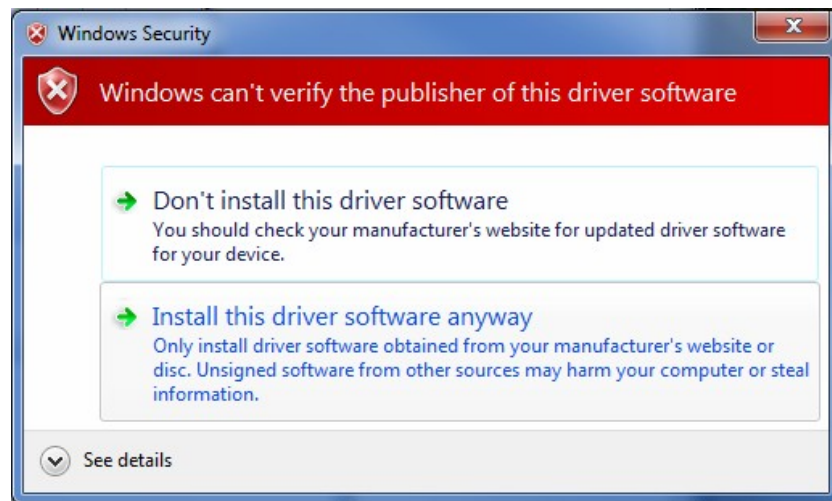 Windows Security
Windows can't verify the publisher of this driver software
Don't install this driver software
You should check your manufacturer's website for updated driver software
for your device.
Install this driver software anyway
Only install driver software obtained from your manufacturer's website or
disc. Unsigned software from other sources may harm your computer or steal
information.
See details